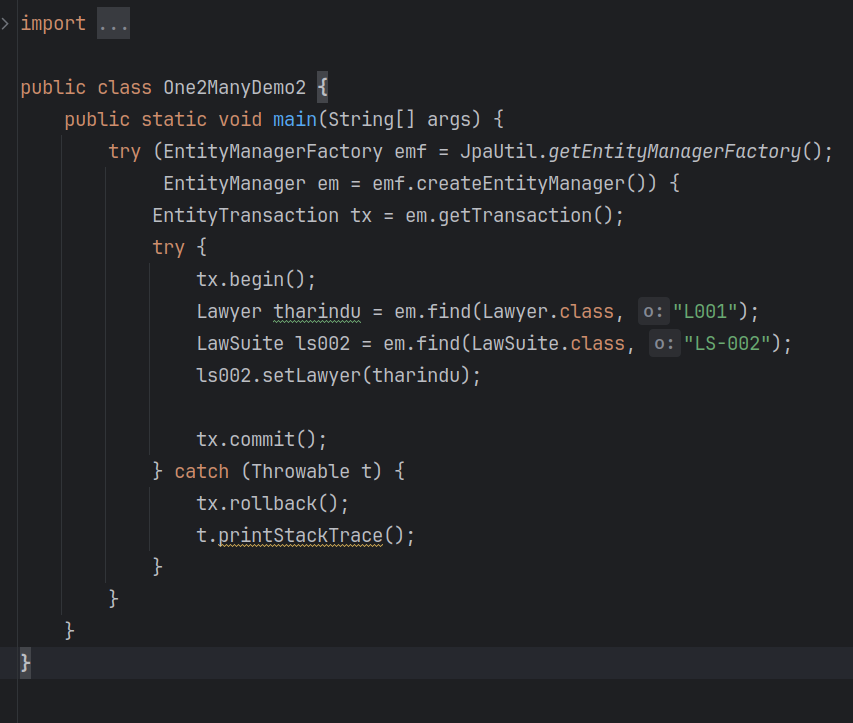 import ...
public class One2ManyDemo2 {
    public static void main(String[] args) {
        try (EntityManagerFactory emf = JpaUtil.getEntityManagerFactory();
             EntityManager em = emf.createEntityManager()) {
            EntityTransaction tx = em.getTransaction();
            try {
                tx.begin();
                Lawyer tharindu = em.find(Lawyer.class, o: "L001");
                LawSuite ls002 = em.find(LawSuite.class, o: "LS-002");
                ls002.setLawyer(tharindu);
                tx.commit();
            } catch (Throwable t) {
                tx.rollback();
                t.printStackTrace();
            }
        }
    }
}